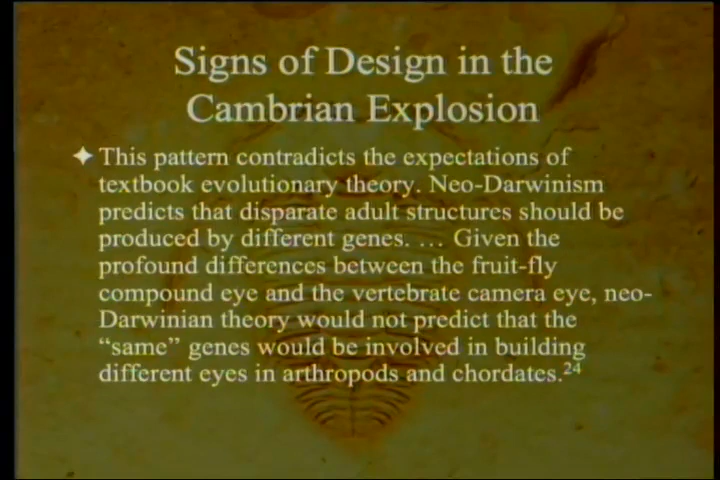 Signs of Design in the
Cambrian Explosion
✦ This pattern contradicts the expectations of
textbook evolutionary theory. Neo-Darwinism
predicts that disparate adult structures should be
produced by different genes. … Given the
profound differences between the fruit-fly
compound eye and the vertebrate camera eye, neo-
Darwinian theory would not predict that the
“same” genes would be involved in building
different eyes in arthropods and chordates.24